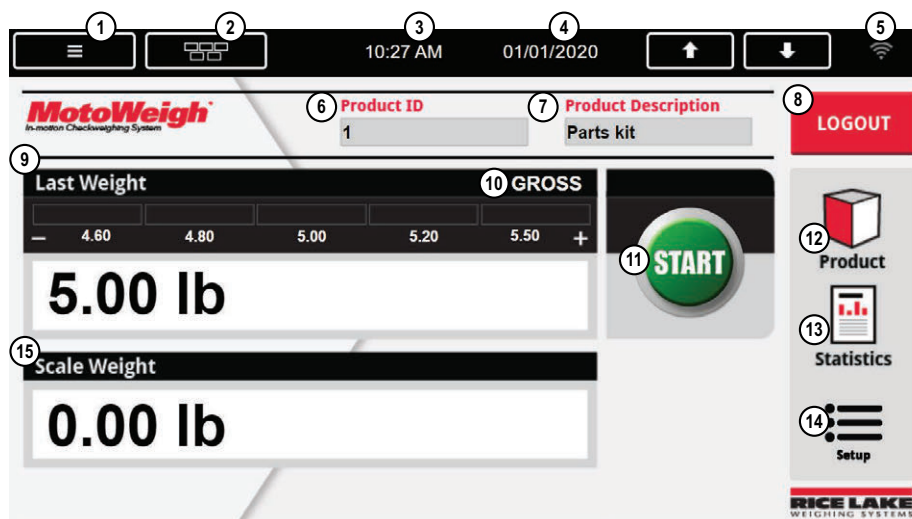 1 2 3 4 5
10:27 AM 01/01/2020
MotoWeigh
In-motion Checkweighing System
6 Product ID
1
7 Product Description
Parts kit
8
LOGOUT
9
Last Weight 10 GROSS
– 4.60 4.80 5.00 5.20 5.50 +
5.00 lb
11 START
12
Product
13
Statistics
14
Setup
15
Scale Weight
0.00 lb
RICE LAKE
WEIGHING SYSTEMS